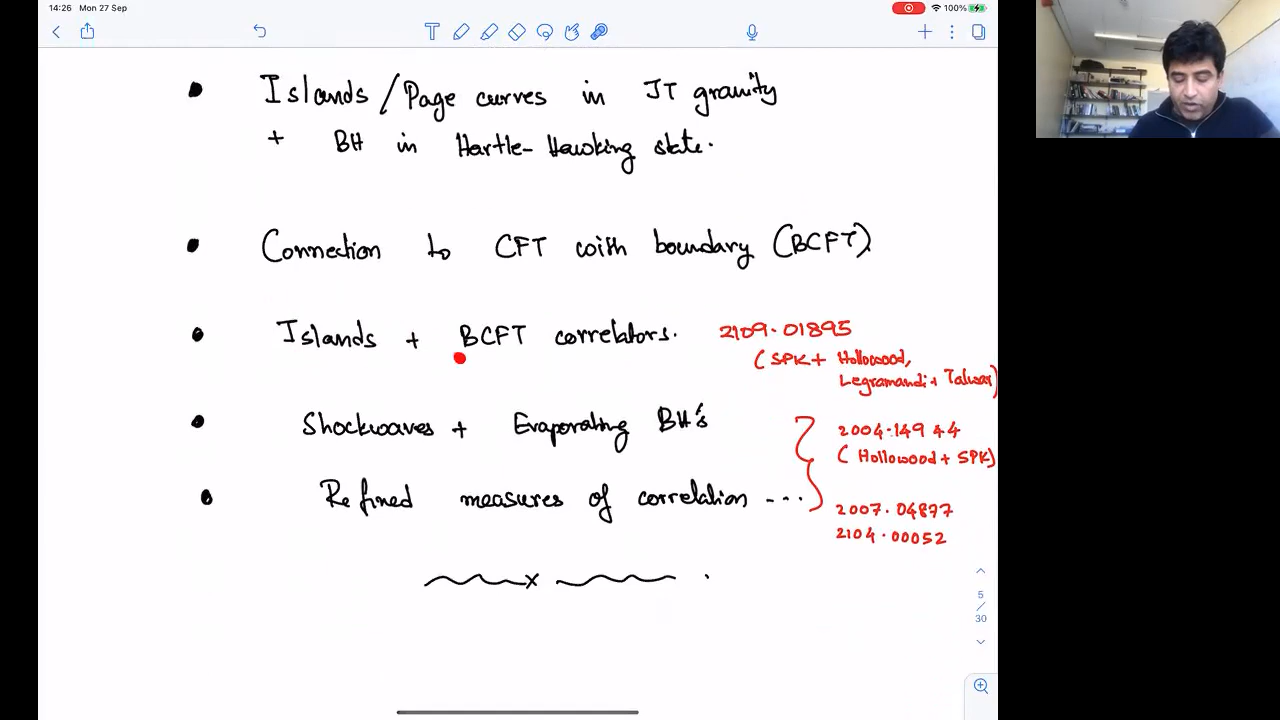 14:26 Mon 27 Sep
100%
• Islands / Page curves in JT gravity
+ BH in Hartle-Hawking state.
• Connection to CFT with boundary (BCFT)
• Islands + BCFT correlators. 2109.01895
(SPK + Hollowood,
Legramandi + Talwar)
• Shockwaves + Evaporating BH's
2004.14944
(Hollowood + SPK)
• Refined measures of correlation ---
2007.04877
2104.00052
x
5
/
30